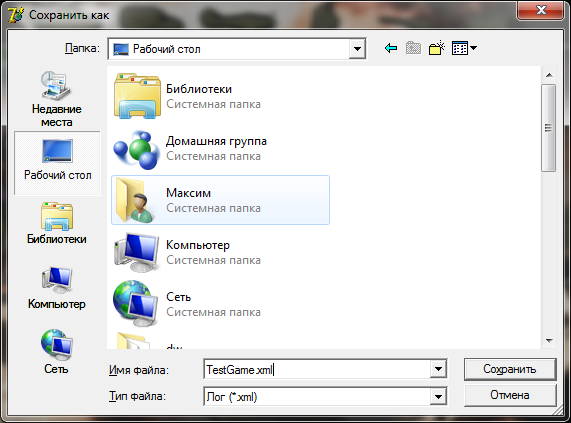 Сохранить как
Папка:
Рабочий стол
Недавние
места
Рабочий стол
Библиотеки
Компьютер
Сеть
Библиотеки
Системная папка
Домашняя группа
Системная папка
Максим
Системная папка
Компьютер
Системная папка
Сеть
Системная папка
dw
Имя файла:
TestGame.xml
Сохранить
Тип файла:
Лог (*.xml)
Отмена